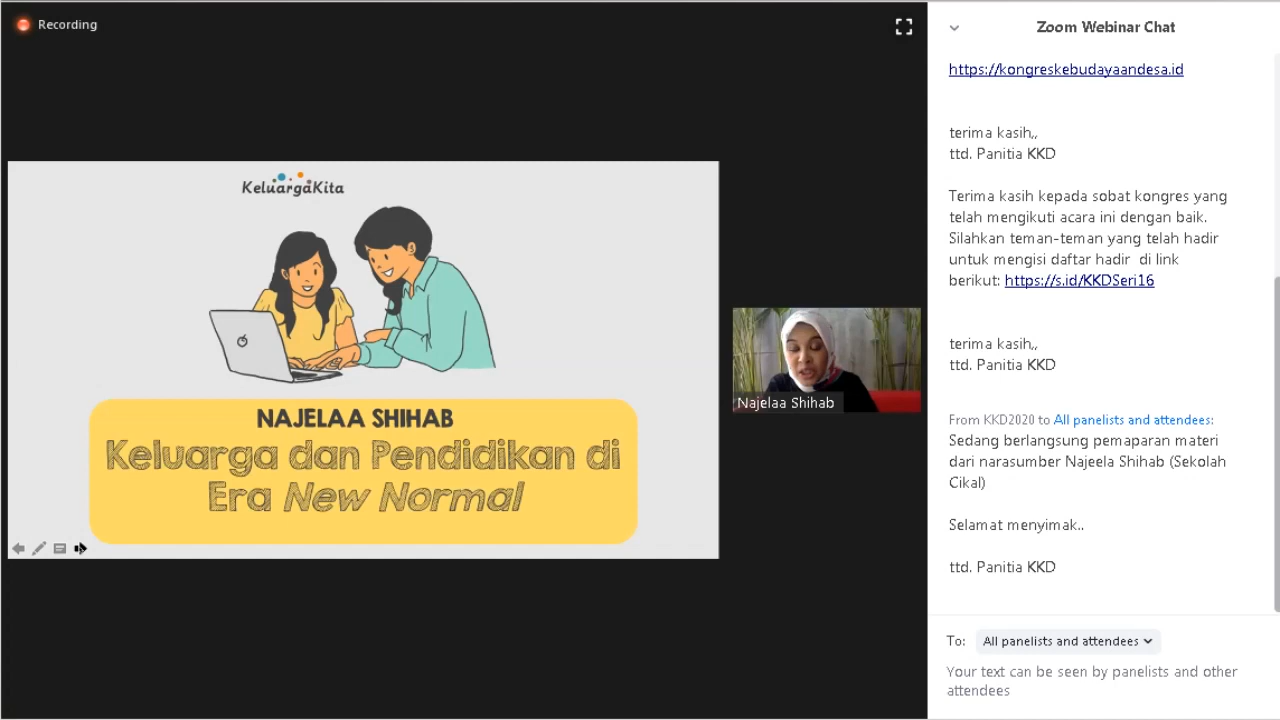 Recording
KeluargaKita
NAJELAA SHIHAB
Keluarga dan Pendidikan di
Era New Normal
Najelaa Shihab
Zoom Webinar Chat
https://kongreskebudayaandesa.id
terima kasih,,
ttd. Panitia KKD
Terima kasih kepada sobat kongres yang
telah mengikuti acara ini dengan baik.
Silahkan teman-teman yang telah hadir
untuk mengisi daftar hadir di link
berikut: https://s.id/KKDSeri16
terima kasih,,
ttd. Panitia KKD
From KKD2020 to All panelists and attendees:
Sedang berlangsung pemaparan materi
dari narasumber Najeela Shihab (Sekolah
Cikal)
Selamat menyimak..
ttd. Panitia KKD
To: All panelists and attendees
Your text can be seen by panelists and other
attendees